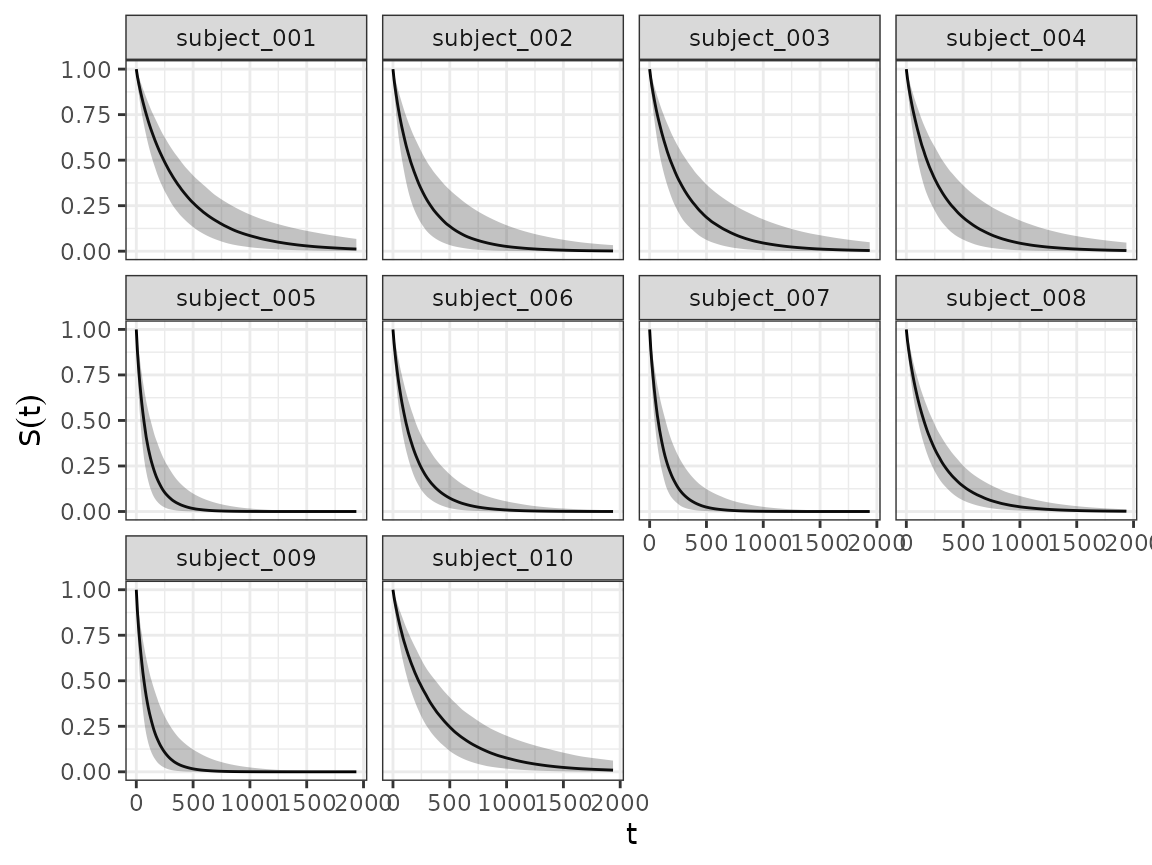 subject_001 subject_002 subject_003 subject_004
1.00
0.75
0.50
0.25
0.00
subject_005 subject_006 subject_007 subject_008
1.00
0.75
0.50
0.25
0.00
0 500 1000 1500 2000 0 500 1000 1500 2000
subject_009 subject_010
1.00
0.75
0.50
0.25
0.00
0 500 1000 1500 2000 0 500 1000 1500 2000
S(t)
t